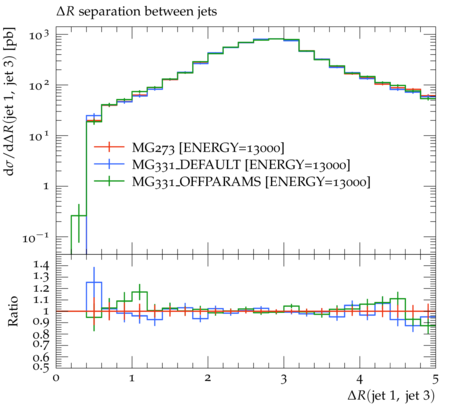 ΔR separation between jets
dσ/dΔR(jet 1, jet 3) [pb]
10³
10²
10¹
1
10⁻¹
MG273 [ENERGY=13000]
MG331_DEFAULT [ENERGY=13000]
MG331_OFFPARAMS [ENERGY=13000]
Ratio
1.4
1.3
1.2
1.1
1
0.9
0.8
0.7
0.6
0.5
0 1 2 3 4 5
ΔR(jet 1, jet 3)